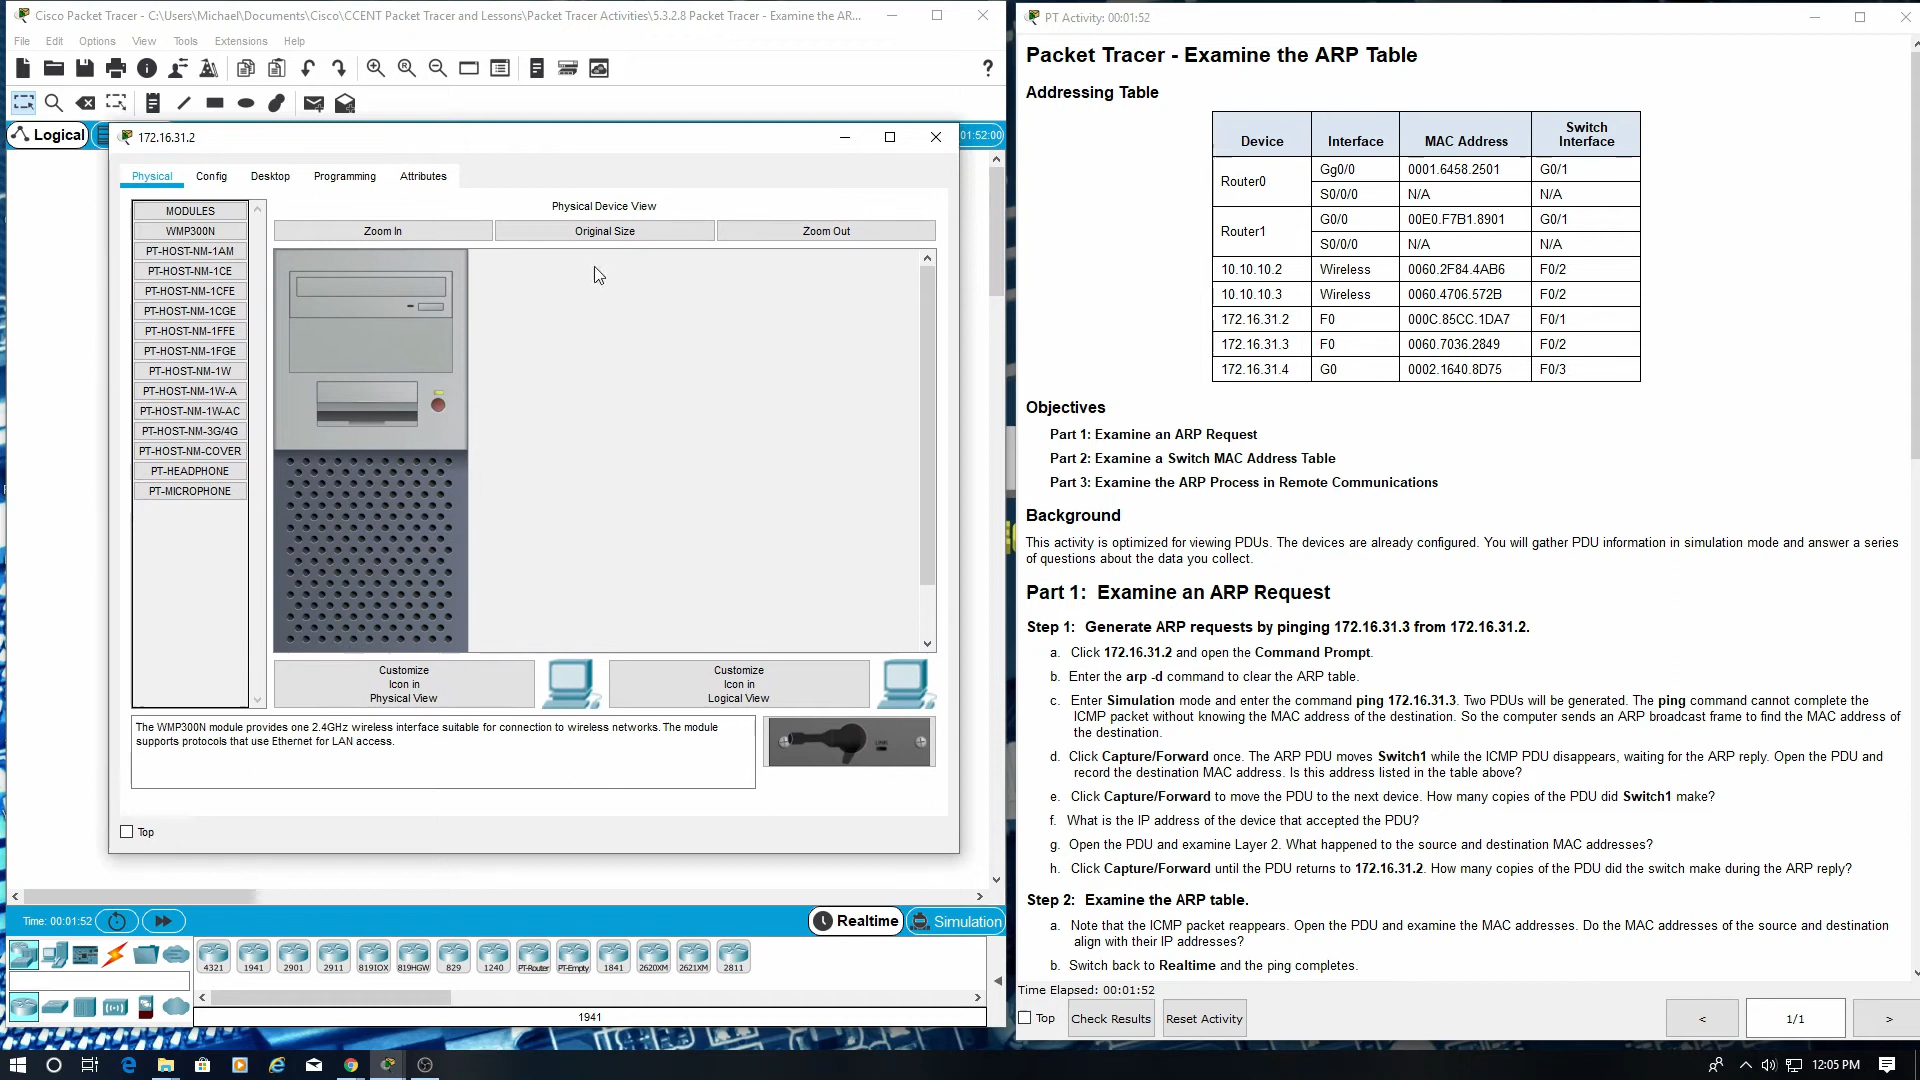 Cisco Packet Tracer - C:\Users\Michael\Documents\Cisco\CCENT Packet Tracer and Lessons\Packet Tracer Activities\5.3.2.8 Packet Tracer - Examine the AR...
File Edit Options View Tools Extensions Help
Logical
01:52:00
172.16.31.2
Physical Config Desktop Programming Attributes
MODULES
WMP300N
PT-HOST-NM-1AM
PT-HOST-NM-1CE
PT-HOST-NM-1CFE
PT-HOST-NM-1CGE
PT-HOST-NM-1FFE
PT-HOST-NM-1FGE
PT-HOST-NM-1W
PT-HOST-NM-1W-A
PT-HOST-NM-1W-AC
PT-HOST-NM-3G/4G
PT-HOST-NM-COVER
PT-HEADPHONE
PT-MICROPHONE
Physical Device View
Zoom In Original Size Zoom Out
Customize
Icon in
Physical View
Customize
Icon in
Logical View
The WMP300N module provides one 2.4GHz wireless interface suitable for connection to wireless networks. The module
supports protocols that use Ethernet for LAN access.
LINK
Top
Time: 00:01:52
Realtime Simulation
4321 1941 2901 2911 819IOX 819HGW 829 1240 PT-Router PT-Empty 1841 2620XM 2621XM 2811
1941
PT Activity: 00:01:52
Packet Tracer - Examine the ARP Table
Addressing Table
Device Interface MAC Address Switch Interface
Router0 Gg0/0 0001.6458.2501 G0/1
S0/0/0 N/A N/A
Router1 G0/0 00E0.F7B1.8901 G0/1
S0/0/0 N/A N/A
10.10.10.2 Wireless 0060.2F84.4AB6 F0/2
10.10.10.3 Wireless 0060.4706.572B F0/2
172.16.31.2 F0 000C.85CC.1DA7 F0/1
172.16.31.3 F0 0060.7036.2849 F0/2
172.16.31.4 G0 0002.1640.8D75 F0/3
Objectives
Part 1: Examine an ARP Request
Part 2: Examine a Switch MAC Address Table
Part 3: Examine the ARP Process in Remote Communications
Background
This activity is optimized for viewing PDUs. The devices are already configured. You will gather PDU information in simulation mode and answer a series
of questions about the data you collect.
Part 1: Examine an ARP Request
Step 1: Generate ARP requests by pinging 172.16.31.3 from 172.16.31.2.
a. Click 172.16.31.2 and open the Command Prompt.
b. Enter the arp -d command to clear the ARP table.
c. Enter Simulation mode and enter the command ping 172.16.31.3. Two PDUs will be generated. The ping command cannot complete the
ICMP packet without knowing the MAC address of the destination. So the computer sends an ARP broadcast frame to find the MAC address of
the destination.
d. Click Capture/Forward once. The ARP PDU moves Switch1 while the ICMP PDU disappears, waiting for the ARP reply. Open the PDU and
record the destination MAC address. Is this address listed in the table above?
e. Click Capture/Forward to move the PDU to the next device. How many copies of the PDU did Switch1 make?
f. What is the IP address of the device that accepted the PDU?
g. Open the PDU and examine Layer 2. What happened to the source and destination MAC addresses?
h. Click Capture/Forward until the PDU returns to 172.16.31.2. How many copies of the PDU did the switch make during the ARP reply?
Step 2: Examine the ARP table.
a. Note that the ICMP packet reappears. Open the PDU and examine the MAC addresses. Do the MAC addresses of the source and destination
align with their IP addresses?
b. Switch back to Realtime and the ping completes.
Time Elapsed: 00:01:52
Top Check Results Reset Activity < 1/1 >
12:05 PM